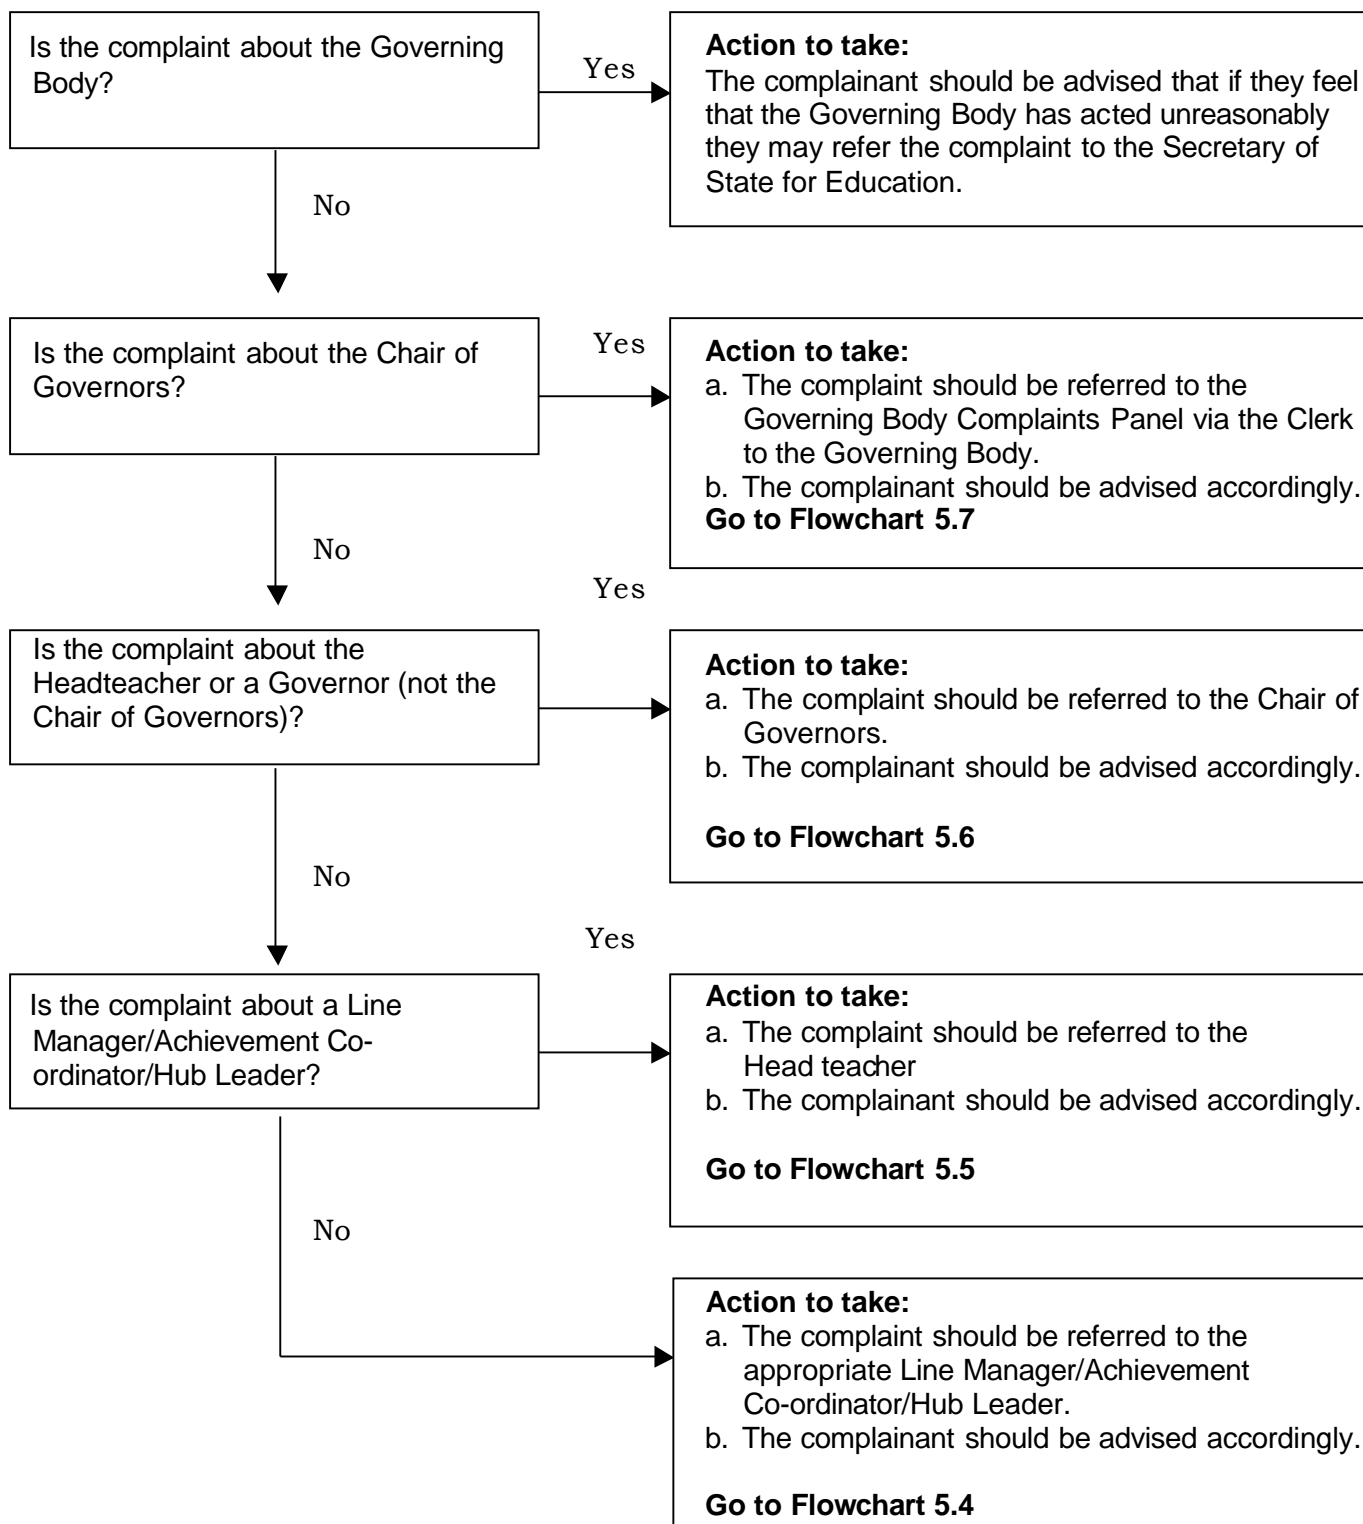 Is the complaint about the Governing
Body?
Yes
Action to take:
The complainant should be advised that if they feel
that the Governing Body has acted unreasonably
they may refer the complaint to the Secretary of
State for Education.
No
Is the complaint about the Chair of
Governors?
Yes
Action to take:
a. The complaint should be referred to the
Governing Body Complaints Panel via the Clerk
to the Governing Body.
b. The complainant should be advised accordingly.
Go to Flowchart 5.7
No
Yes
Is the complaint about the
Headteacher or a Governor (not the
Chair of Governors)?
Action to take:
a. The complaint should be referred to the Chair of
Governors.
b. The complainant should be advised accordingly.
Go to Flowchart 5.6
No
Yes
Is the complaint about a Line
Manager/Achievement Co-
ordinator/Hub Leader?
Action to take:
a. The complaint should be referred to the
Head teacher
b. The complainant should be advised accordingly.
Go to Flowchart 5.5
No
Action to take:
a. The complaint should be referred to the
appropriate Line Manager/Achievement
Co-ordinator/Hub Leader.
b. The complainant should be advised accordingly.
Go to Flowchart 5.4